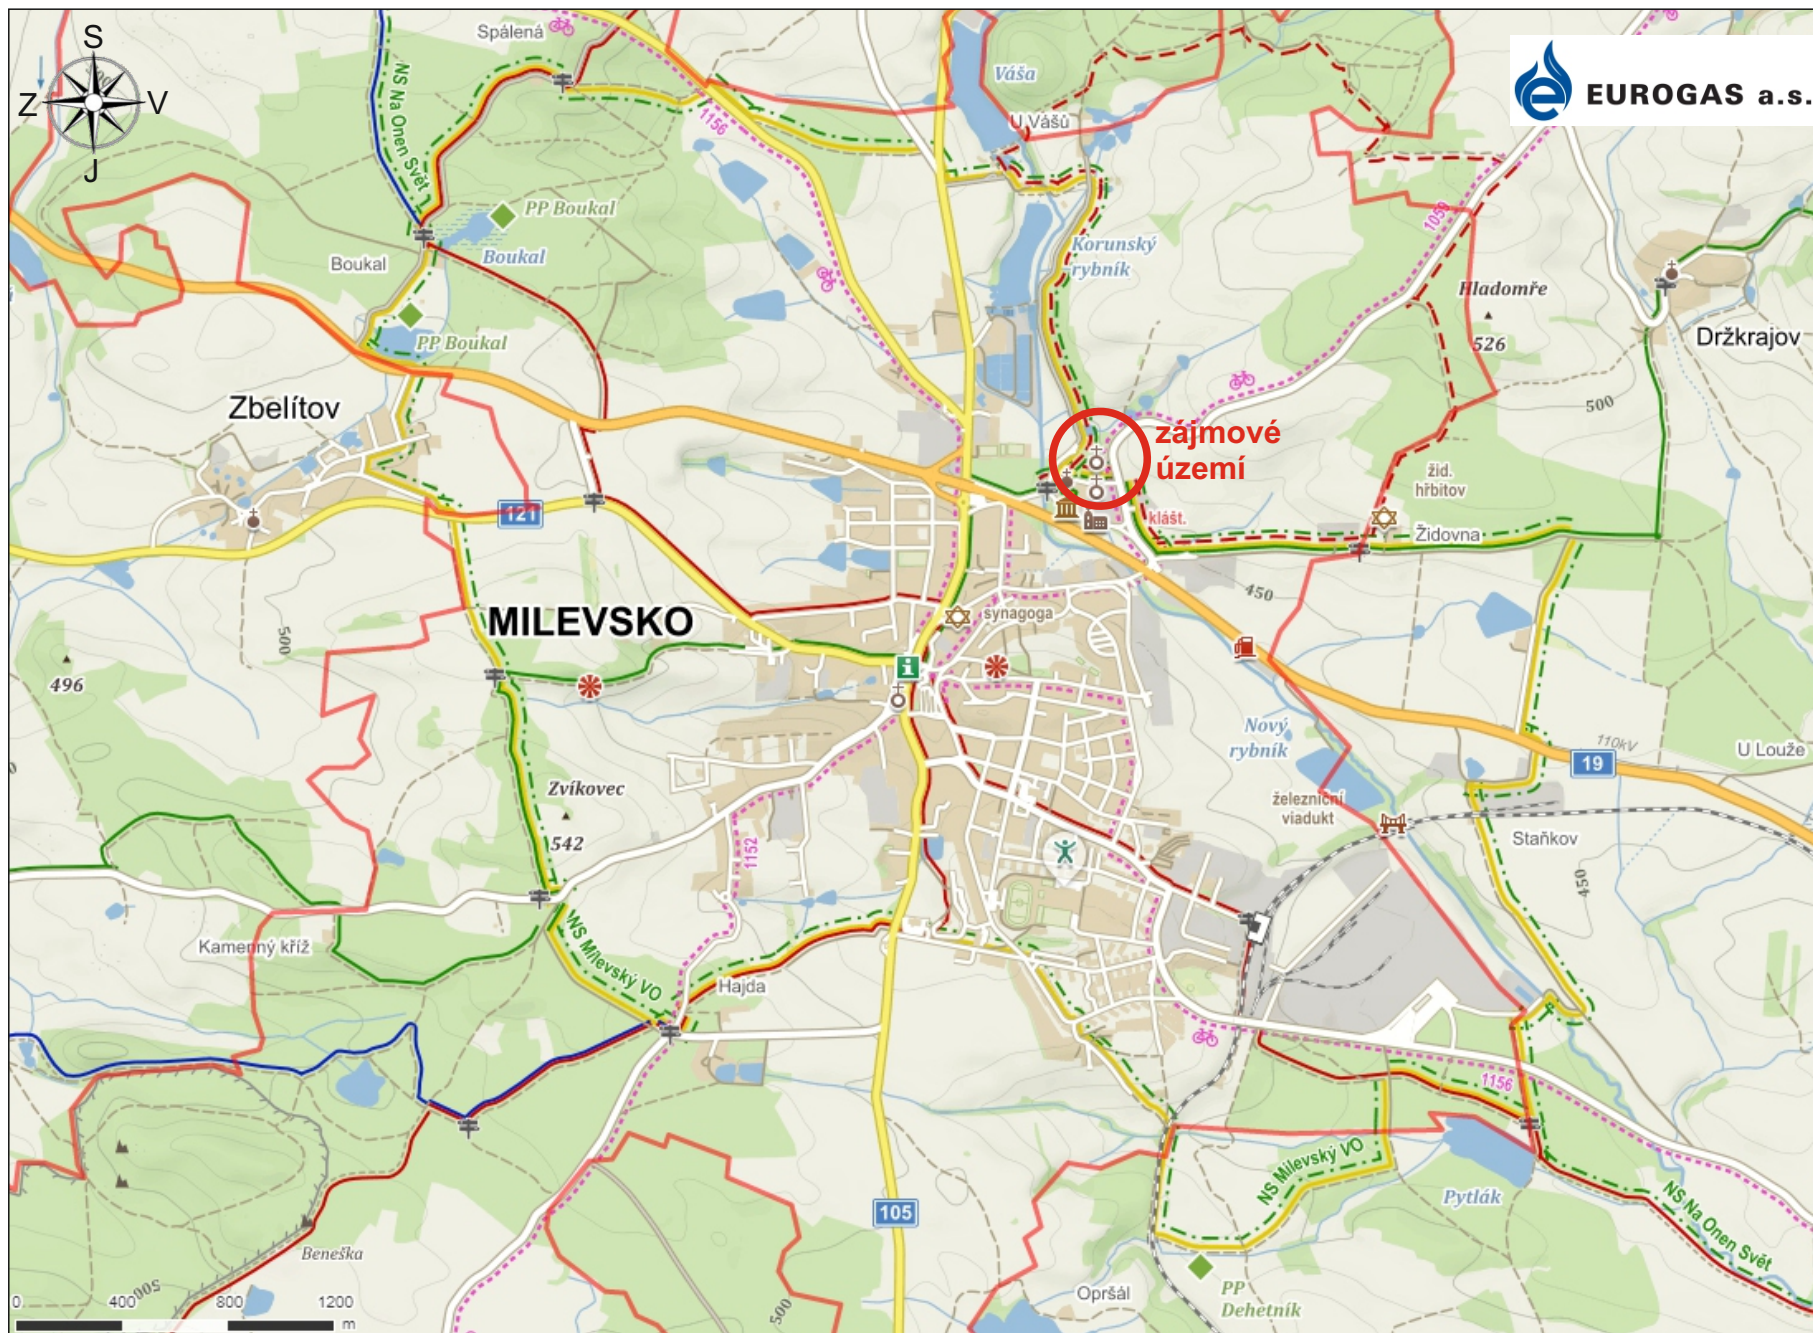 S
Z
V
J
500
NS Na Onen Svět
Spálená
1156
Váša
U Vášů
EUROGAS a.s.
PP Boukal
Boukal
Boukal
PP Boukal
Korunský
rybník
1059
Hladomře
526
Držkrajov
Zbelítov
500
zájmové
území
žid.
hřbitov
klášt.
Židovna
121
450
MILEVSKO
synagoga
500
496
Nový
rybník
110kV
U Louže
19
Zvíkovec
542
železniční
viadukt
Staňkov
1152
450
Kamenný kříž
NS Milevský VO
Hajda
1156
NS Milevský VO
Pytlák
NS Na Onen Svět
105
Beneška
500
500
Opršál
PP
Dehetník
0
400
800
1200
m